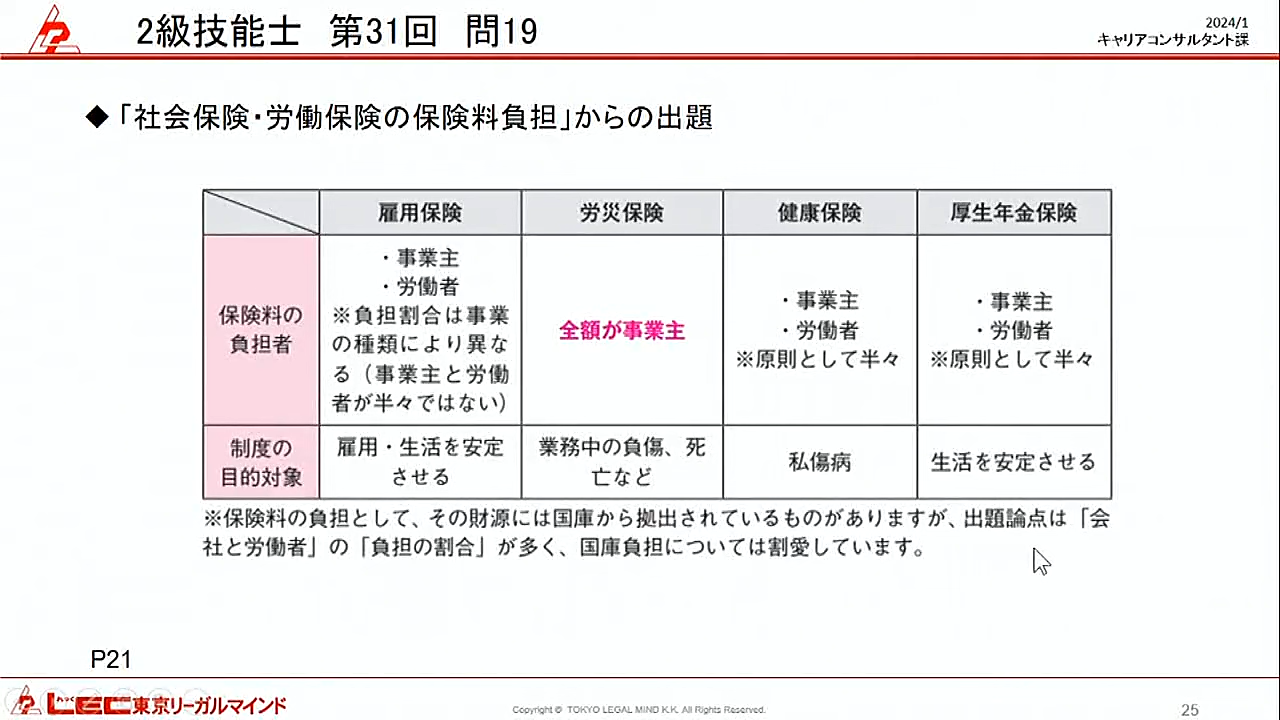 2級技能士 第31回 問19
2024/1
キャリアコンサルタント課
◆「社会保険・労働保険の保険料負担」からの出題
雇用保険
労災保険
健康保険
厚生年金保険
保険料の
負担者
・事業主
・労働者
※負担割合は事業
の種類により異な
る（事業主と労働
者が半々ではない）
全額が事業主
・事業主
・労働者
※原則として半々
・事業主
・労働者
※原則として半々
制度の
目的対象
雇用・生活を安定
させる
業務中の負傷、死
亡など
私傷病
生活を安定させる
※保険料の負担として、その財源には国庫から拠出されているものがありますが、出題論点は「会
社と労働者」の「負担の割合」が多く、国庫負担については割愛しています。
P21
LEC東京リーガルマインド
Copyright © TOKYO LEGAL MIND K.K. All Rights Reserved.
25